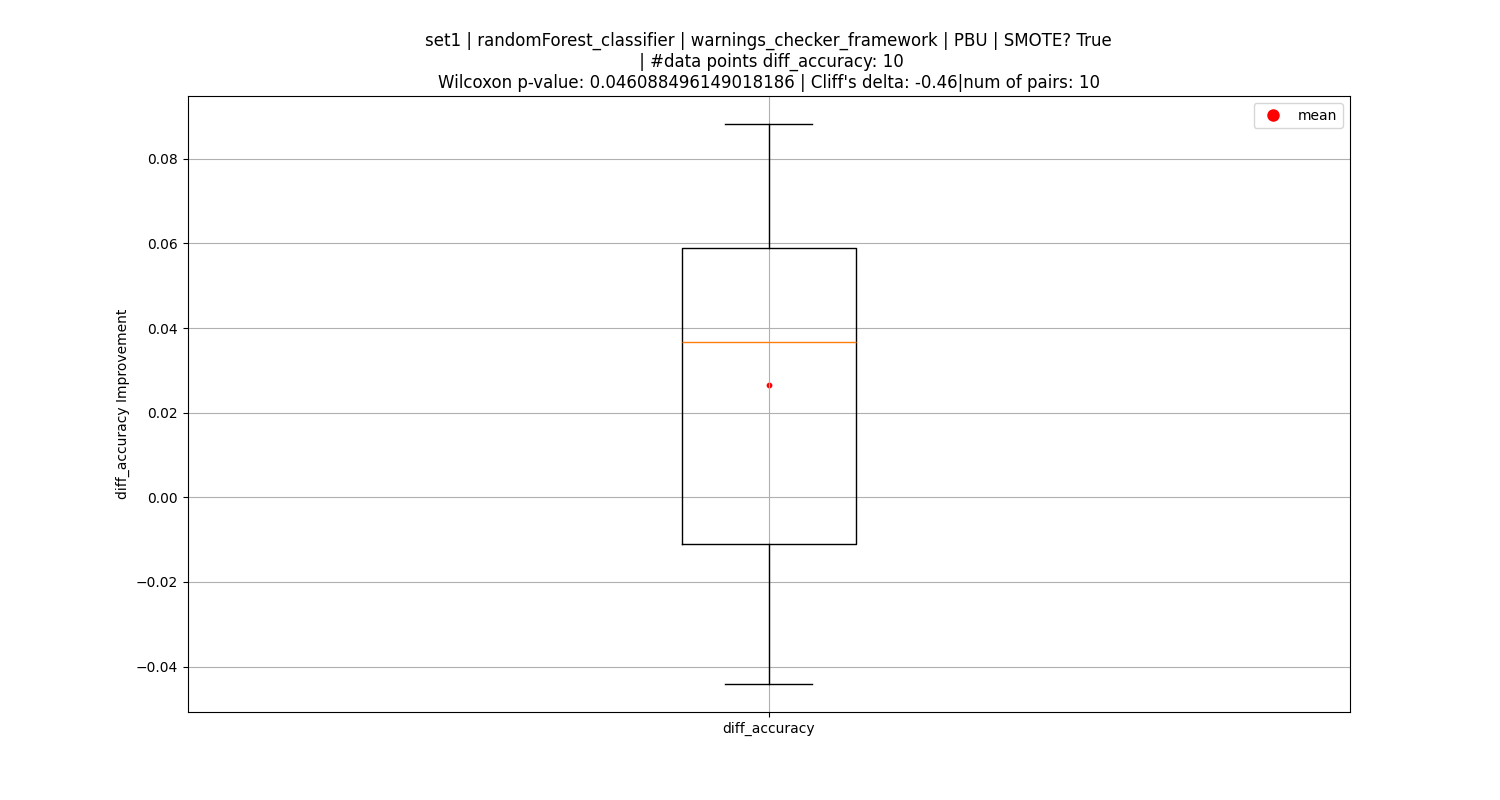 set1 | randomForest_classifier | warnings_checker_framework | PBU | SMOTE? True
| #data points diff_accuracy: 10
Wilcoxon p-value: 0.046088496149018186 | Cliff's delta: -0.46|num of pairs: 10
mean
0.08
0.06
0.04
0.02
0.00
−0.02
−0.04
diff_accuracy Improvement
diff_accuracy